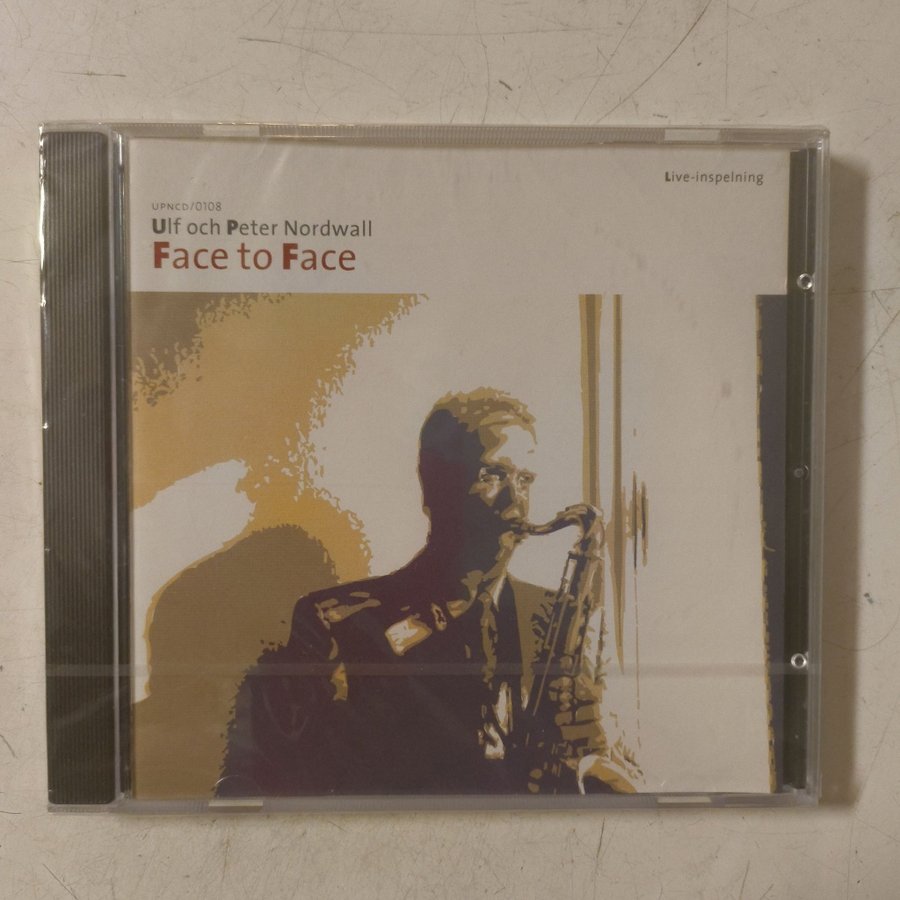 Live-inspelning
UPNCD/0108
Ulf och Peter Nordwall
Face to Face